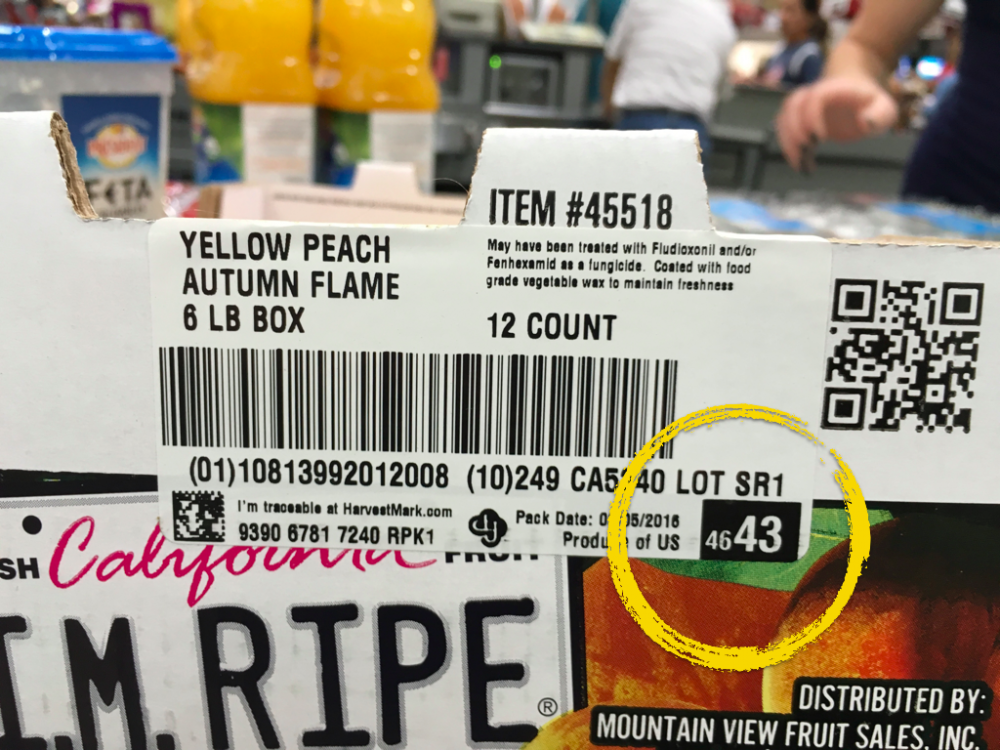 FETA
ITEM #45518
YELLOW PEACH
AUTUMN FLAME
6 LB BOX
May have been treated with Fludioxonil and/or
Fenhexamid as a fungicide. Coated with food
grade vegetable wax to maintain freshness
12 COUNT
(01)10813992012008 (10)249 LOT SR1
I'm traceable at HarvestMark.com
9390 6781 7240 RPK1
Pack Date:
of US
4643
SH California FRUIT
I.M. RIPE®
DISTRIBUTED BY:
MOUNTAIN VIEW FRUIT SALES, INC.